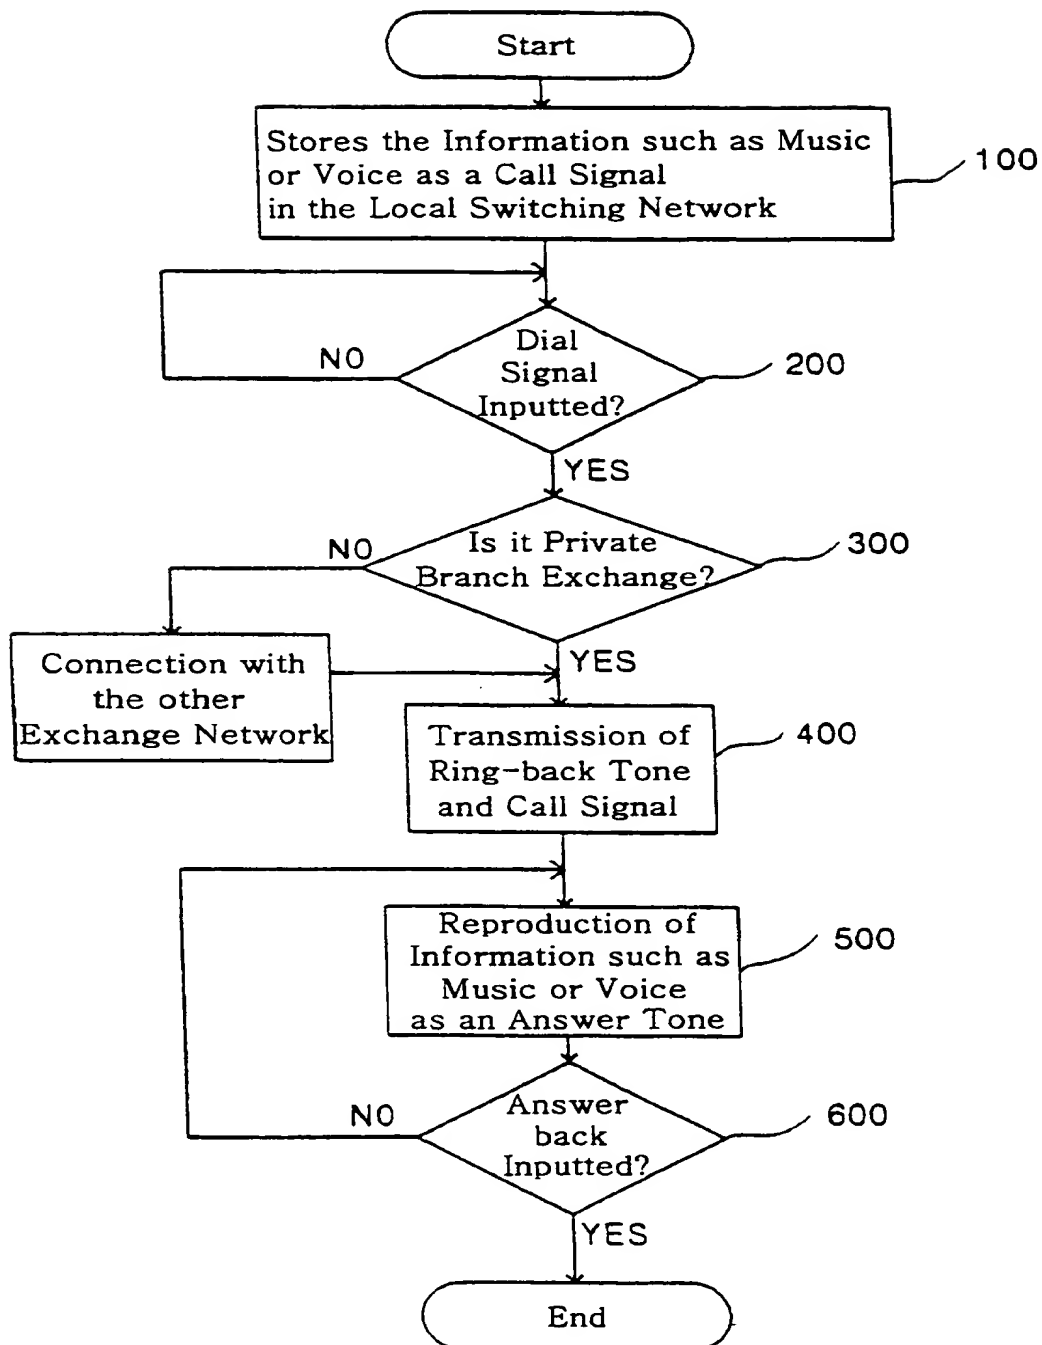 Start
Stores the Information such as Music
or Voice as a Call Signal
in the Local Switching Network
100
Dial
Signal
Inputted?
200
NO
YES
Is it Private
Branch Exchange?
300
NO
YES
Connection with
the other
Exchange Network
Transmission of
Ring-back Tone
and Call Signal
400
Reproduction of
Information such as
Music or Voice
as an Answer Tone
500
Answer
back
Inputted?
600
NO
YES
End